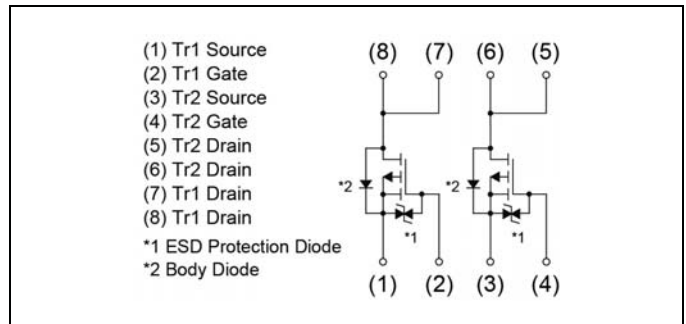 (1) Tr1 Source
(2) Tr1 Gate
(3) Tr2 Source
(4) Tr2 Gate
(5) Tr2 Drain
(6) Tr2 Drain
(7) Tr1 Drain
(8) Tr1 Drain
*1 ESD Protection Diode
*2 Body Diode
(8) (7) (6) (5)
*2 *2
*1 *1
(1) (2) (3) (4)